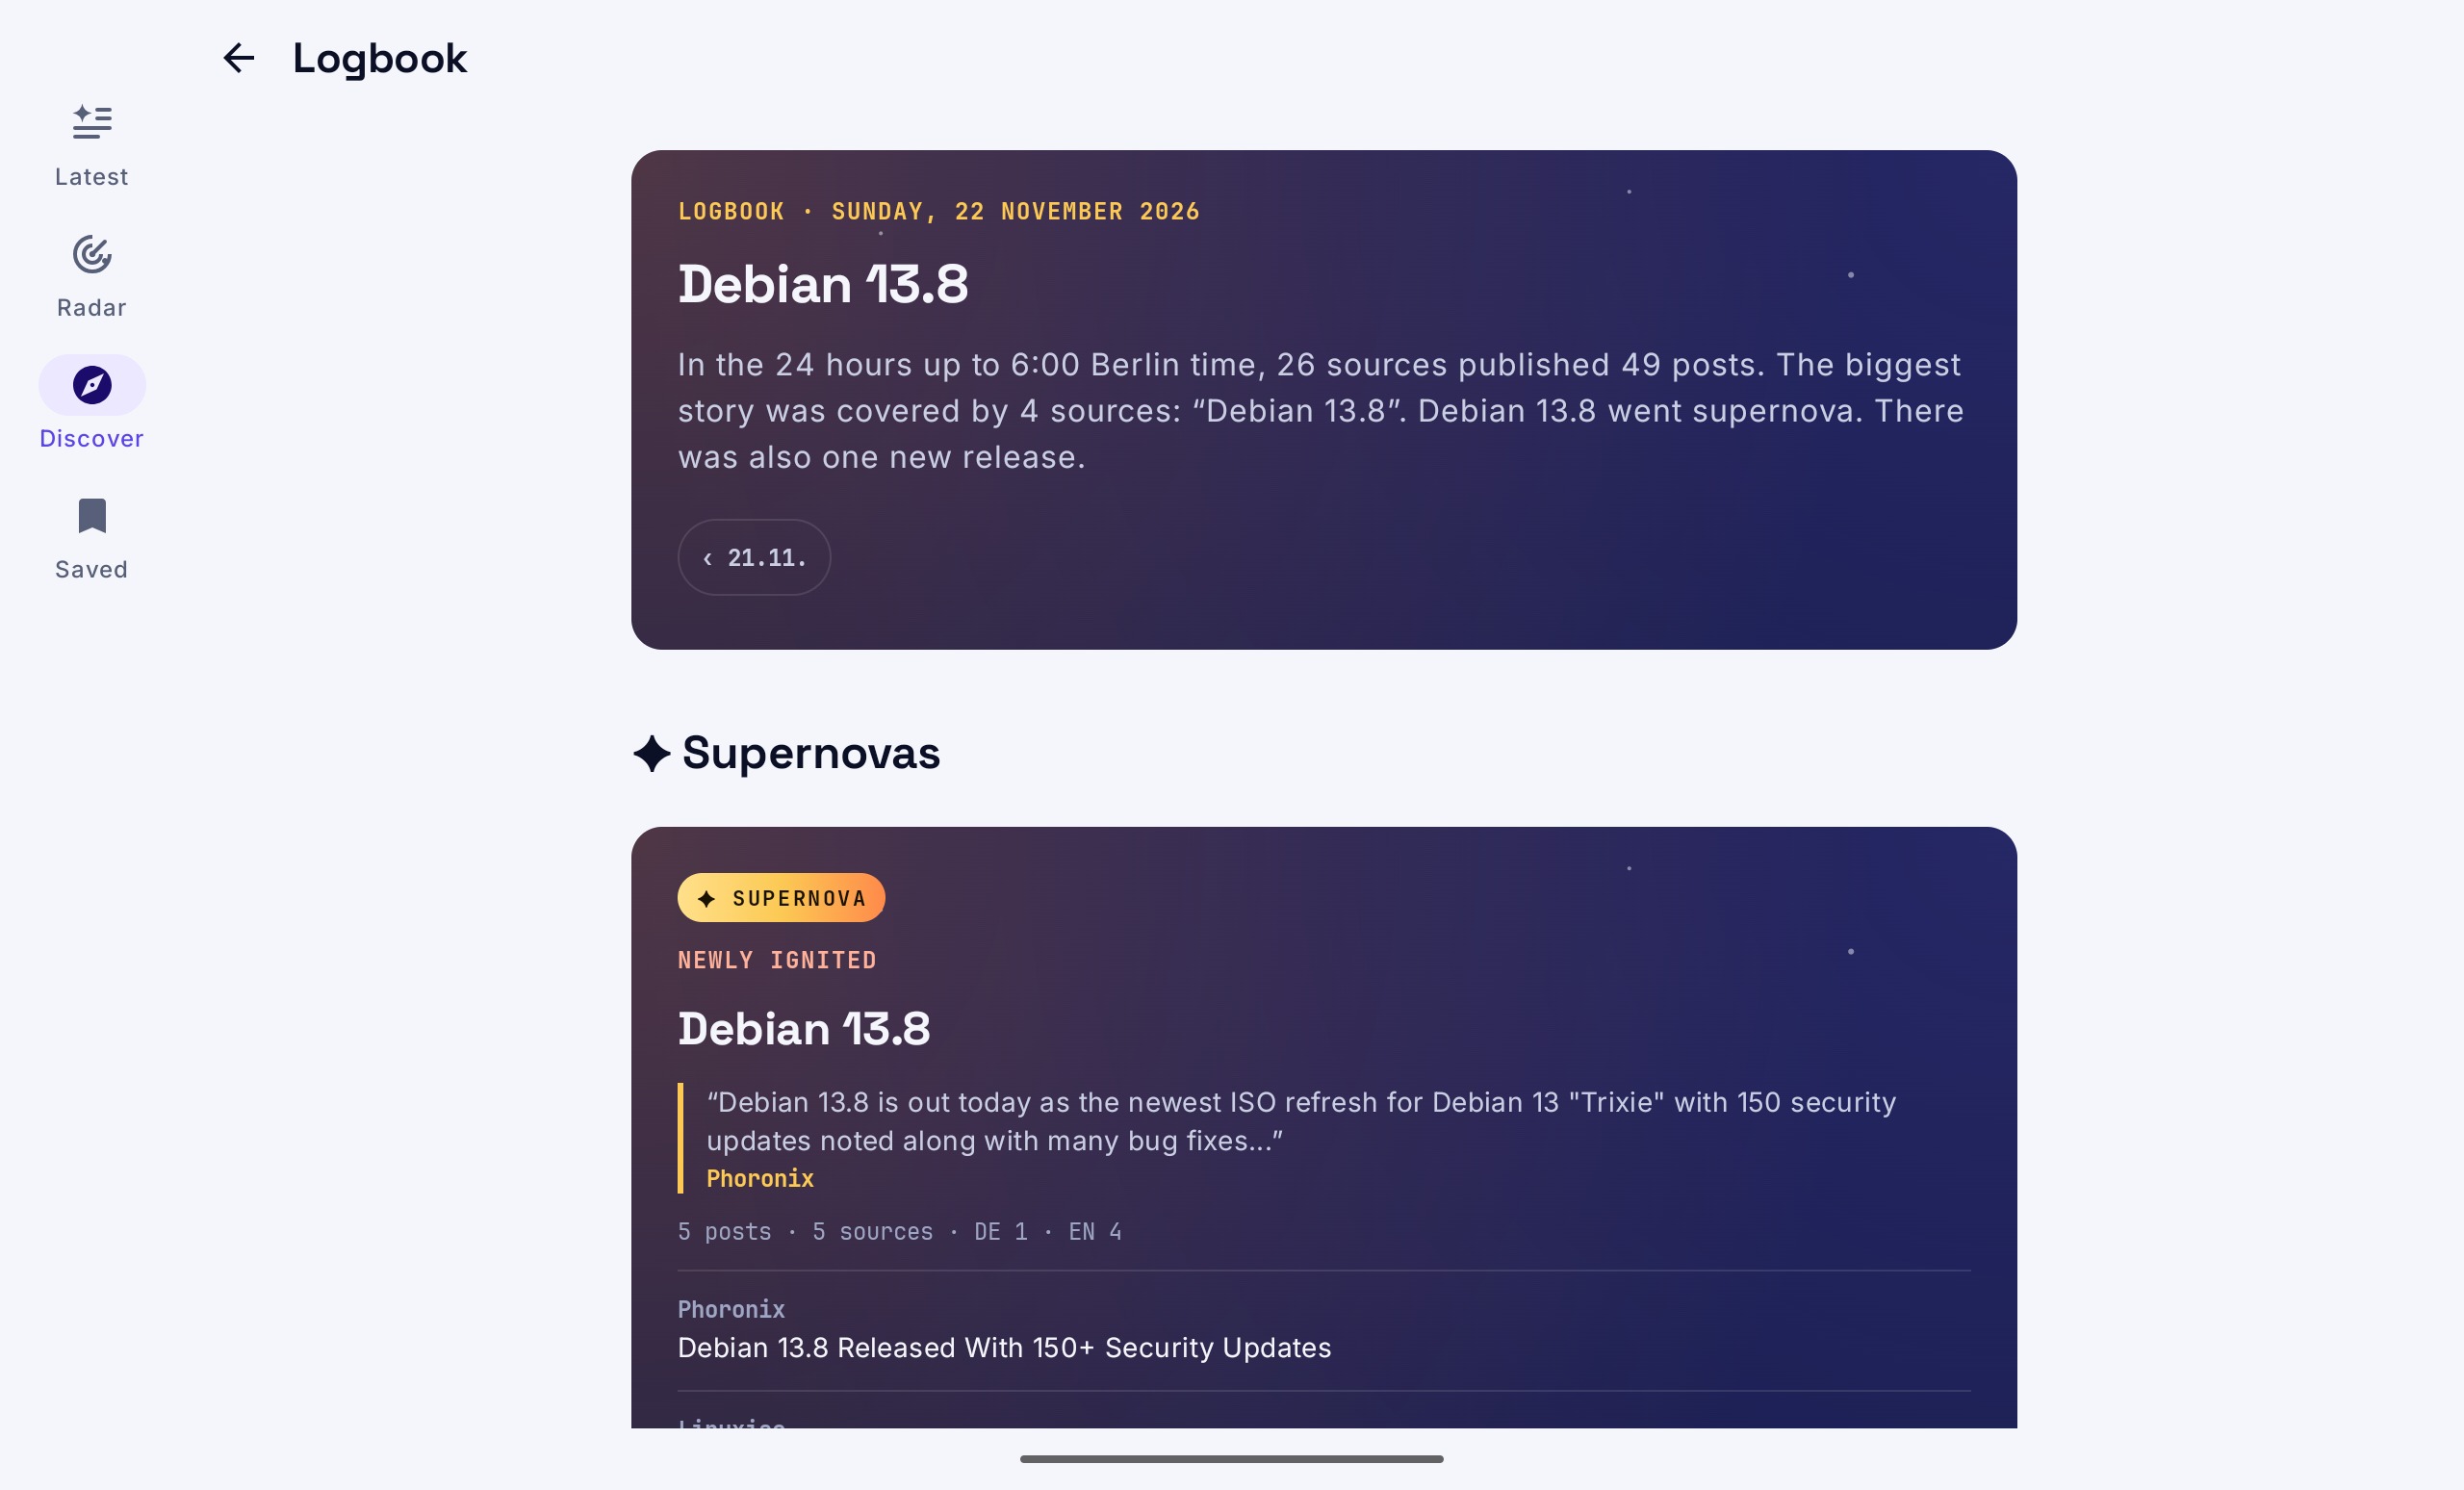 Logbook
Latest
Radar
Discover
Saved
LOGBOOK · SUNDAY, 22 NOVEMBER 2026
Debian 13.8
In the 24 hours up to 6:00 Berlin time, 26 sources published 49 posts. The biggest
story was covered by 4 sources: “Debian 13.8”. Debian 13.8 went supernova. There
was also one new release.
‹ 21.11.
Supernovas
SUPERNOVA
NEWLY IGNITED
Debian 13.8
“Debian 13.8 is out today as the newest ISO refresh for Debian 13 "Trixie" with 150 security
updates noted along with many bug fixes...”
Phoronix
5 posts · 5 sources · DE 1 · EN 4
Phoronix
Debian 13.8 Released With 150+ Security Updates